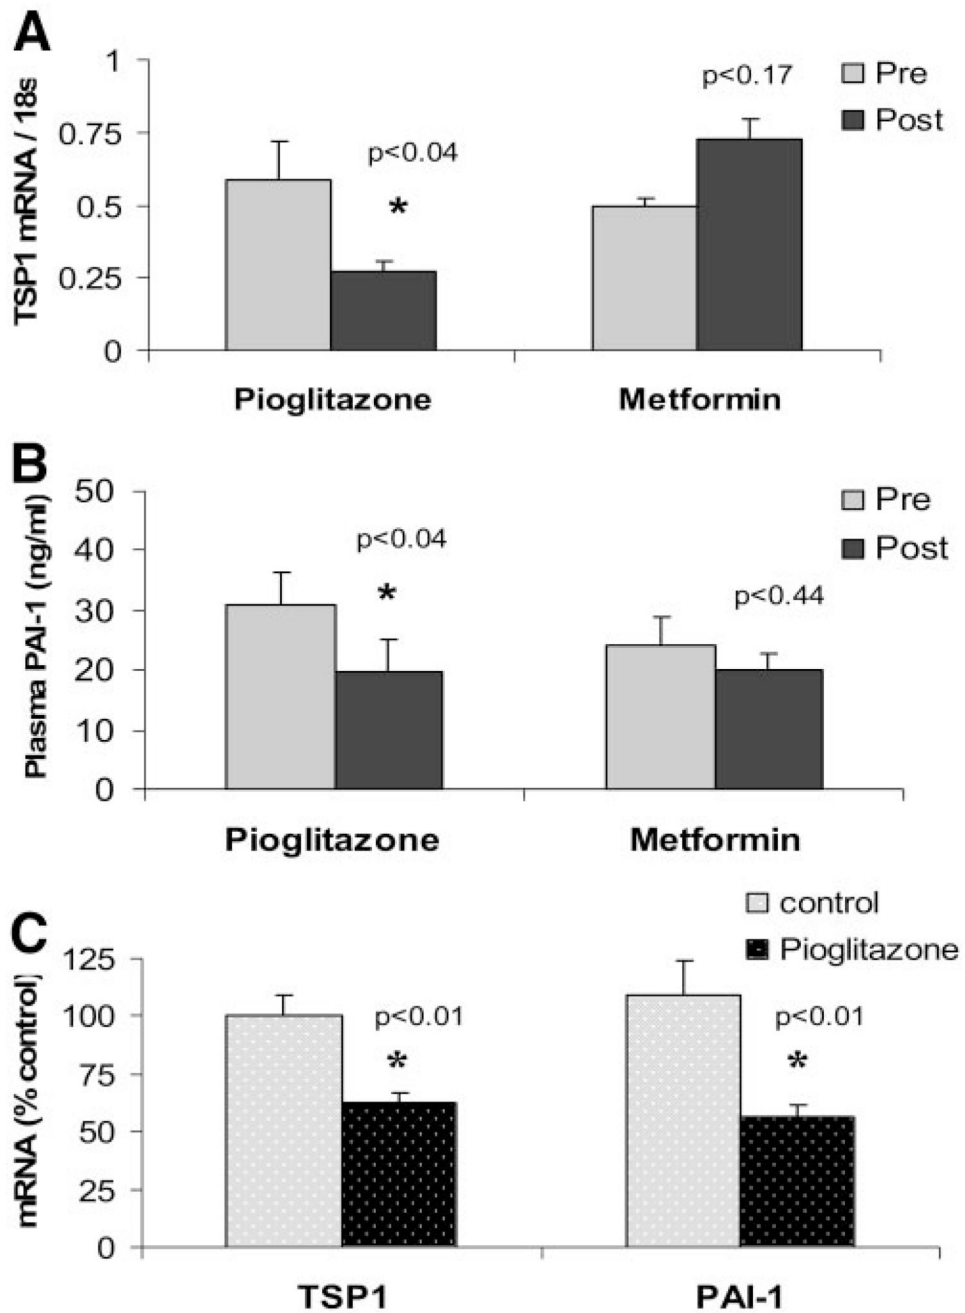 A
TSP1 mRNA / 18s
1
0.75
0.5
0.25
0
p<0.04
*
p<0.17
Pre
Post
Pioglitazone
Metformin
B
Plasma PAI-1 (ng/ml)
50
40
30
20
10
0
p<0.04
*
p<0.44
Pre
Post
Pioglitazone
Metformin
C
mRNA (% control)
125
100
75
50
25
0
control
Pioglitazone
p<0.01
*
p<0.01
*
TSP1
PAI-1